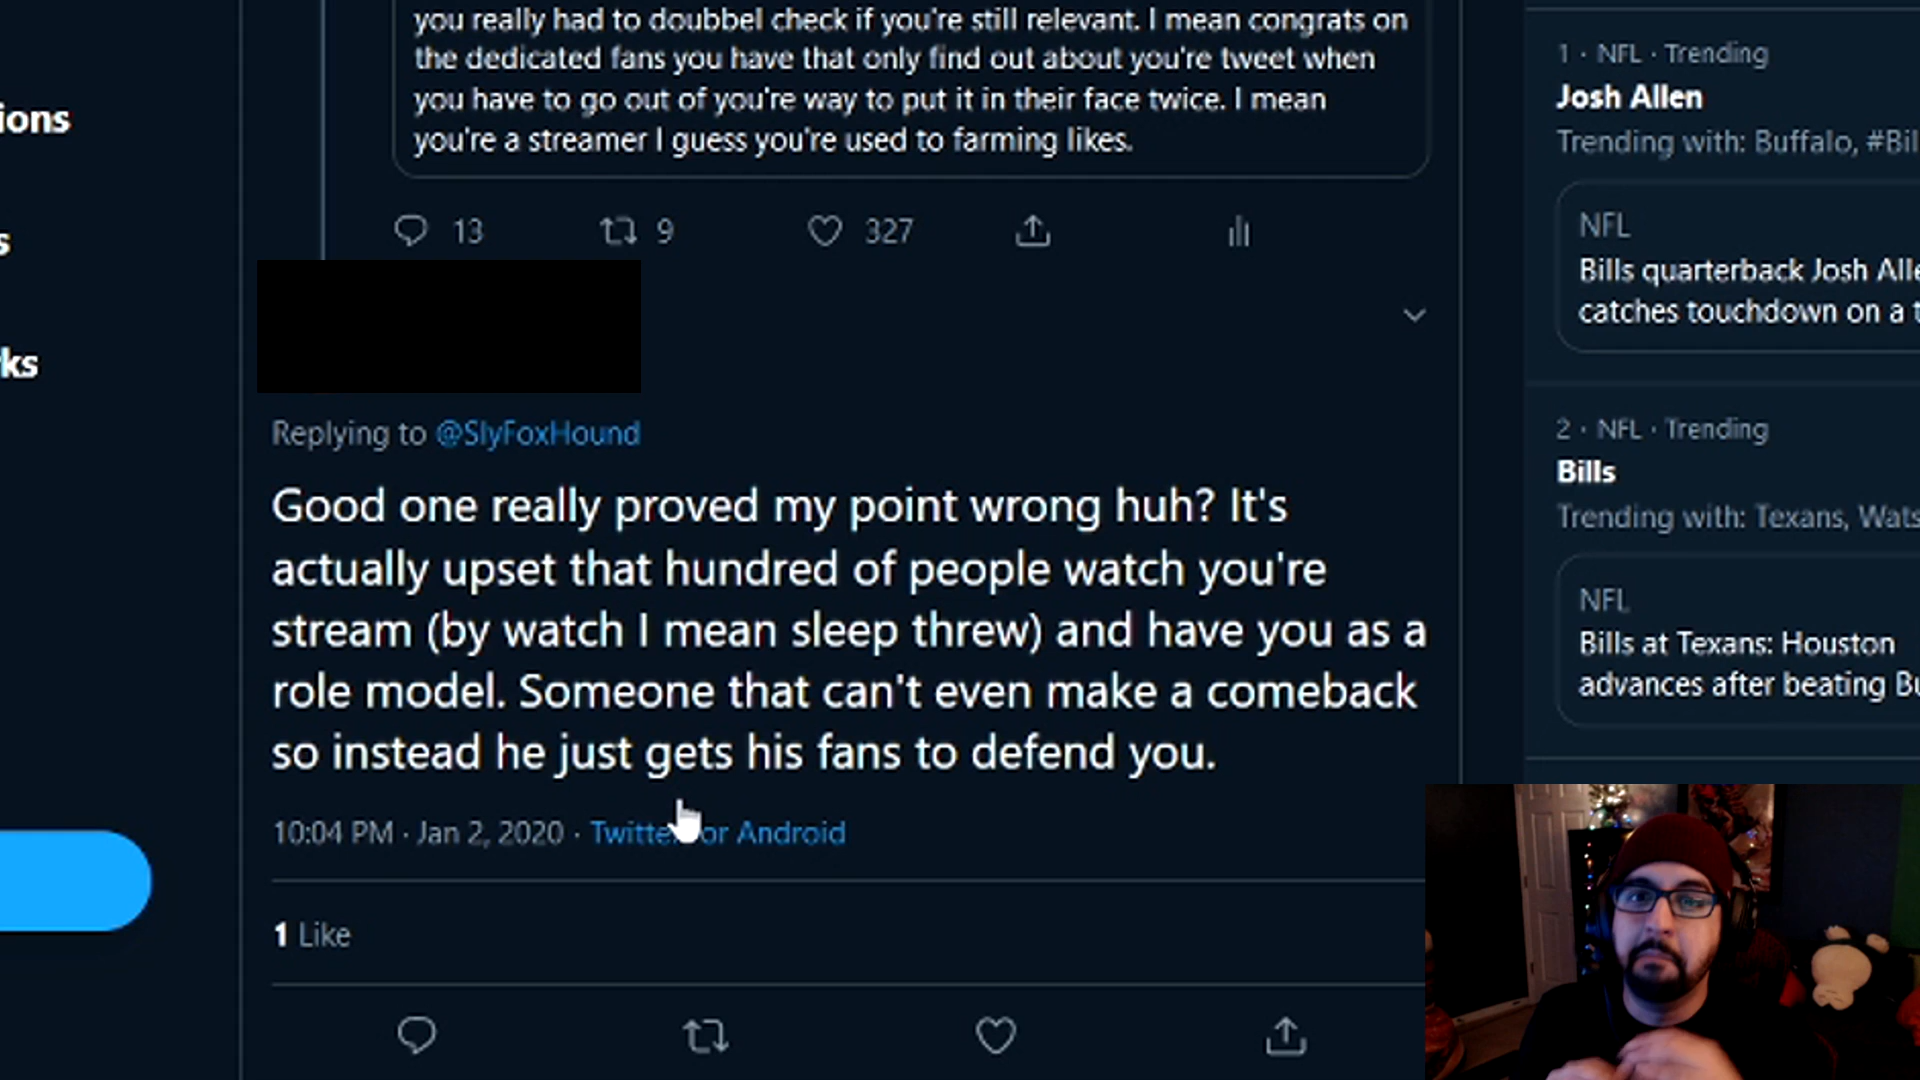 you really had to doubbel check if you're still relevant. I mean congrats on
the dedicated fans you have that only find out about you're tweet when
you have to go out of you're way to put it in their face twice. I mean
you're a streamer I guess you're used to farming likes.
13 9 327
Replying to @SlyFoxHound
Good one really proved my point wrong huh? It's
actually upset that hundred of people watch you're
stream (by watch I mean sleep threw) and have you as a
role model. Someone that can't even make a comeback
so instead he just gets his fans to defend you.
10:04 PM · Jan 2, 2020 · Twitter for Android
1 Like
ions
s
ks
1 · NFL · Trending
Josh Allen
Trending with: Buffalo, #Bil
NFL
Bills quarterback Josh Alle
catches touchdown on a t
2 · NFL · Trending
Bills
Trending with: Texans, Wats
NFL
Bills at Texans: Houston
advances after beating Bu